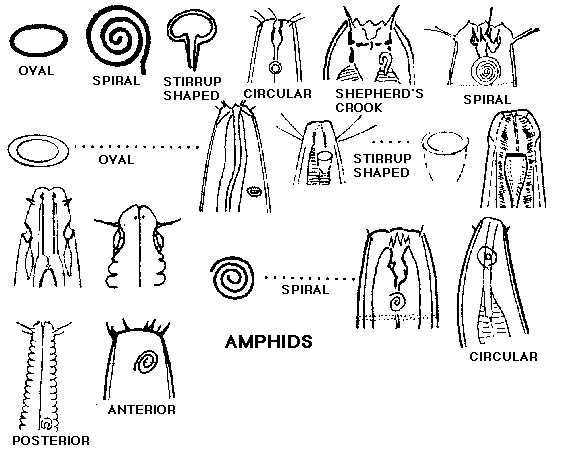 OVAL
SPIRAL
STIRRUP
SHAPED
CIRCULAR
SHEPHERD'S
CROOK
SPIRAL
OVAL
STIRRUP
SHAPED
SPIRAL
AMPHIDS
CIRCULAR
ANTERIOR
POSTERIOR